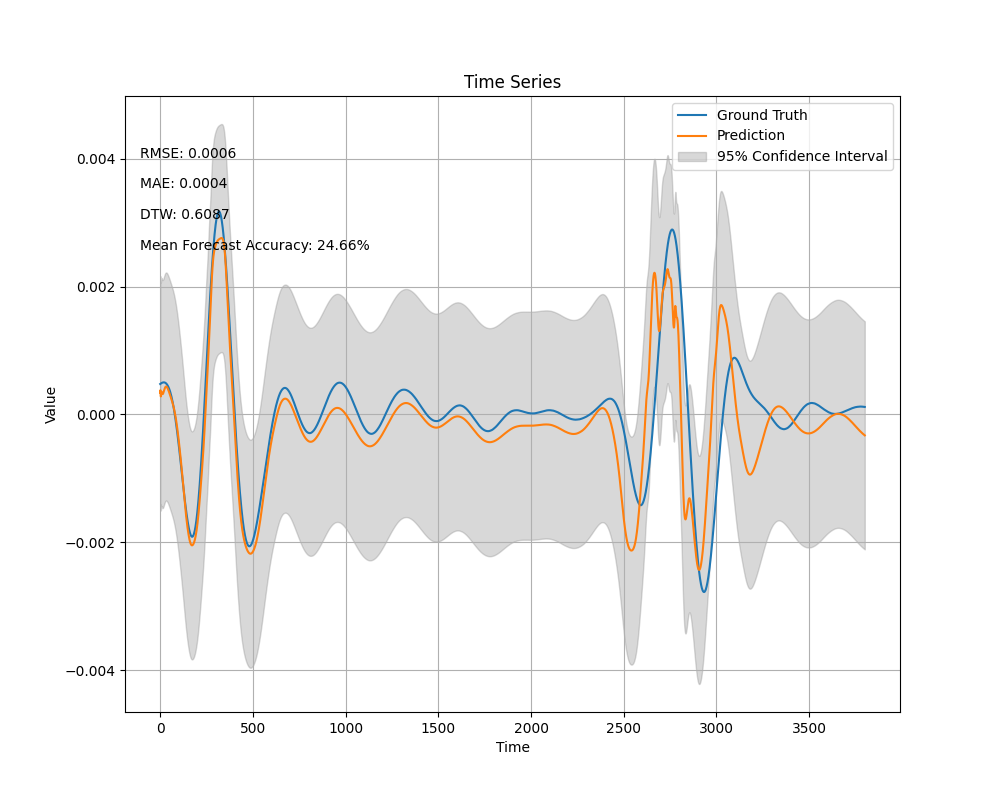 Time Series
Ground Truth
Prediction
95% Confidence Interval
RMSE: 0.0006
MAE: 0.0004
DTW: 0.6087
Mean Forecast Accuracy: 24.66%
0.004
0.002
0.000
−0.002
−0.004
Value
0 500 1000 1500 2000 2500 3000 3500
Time